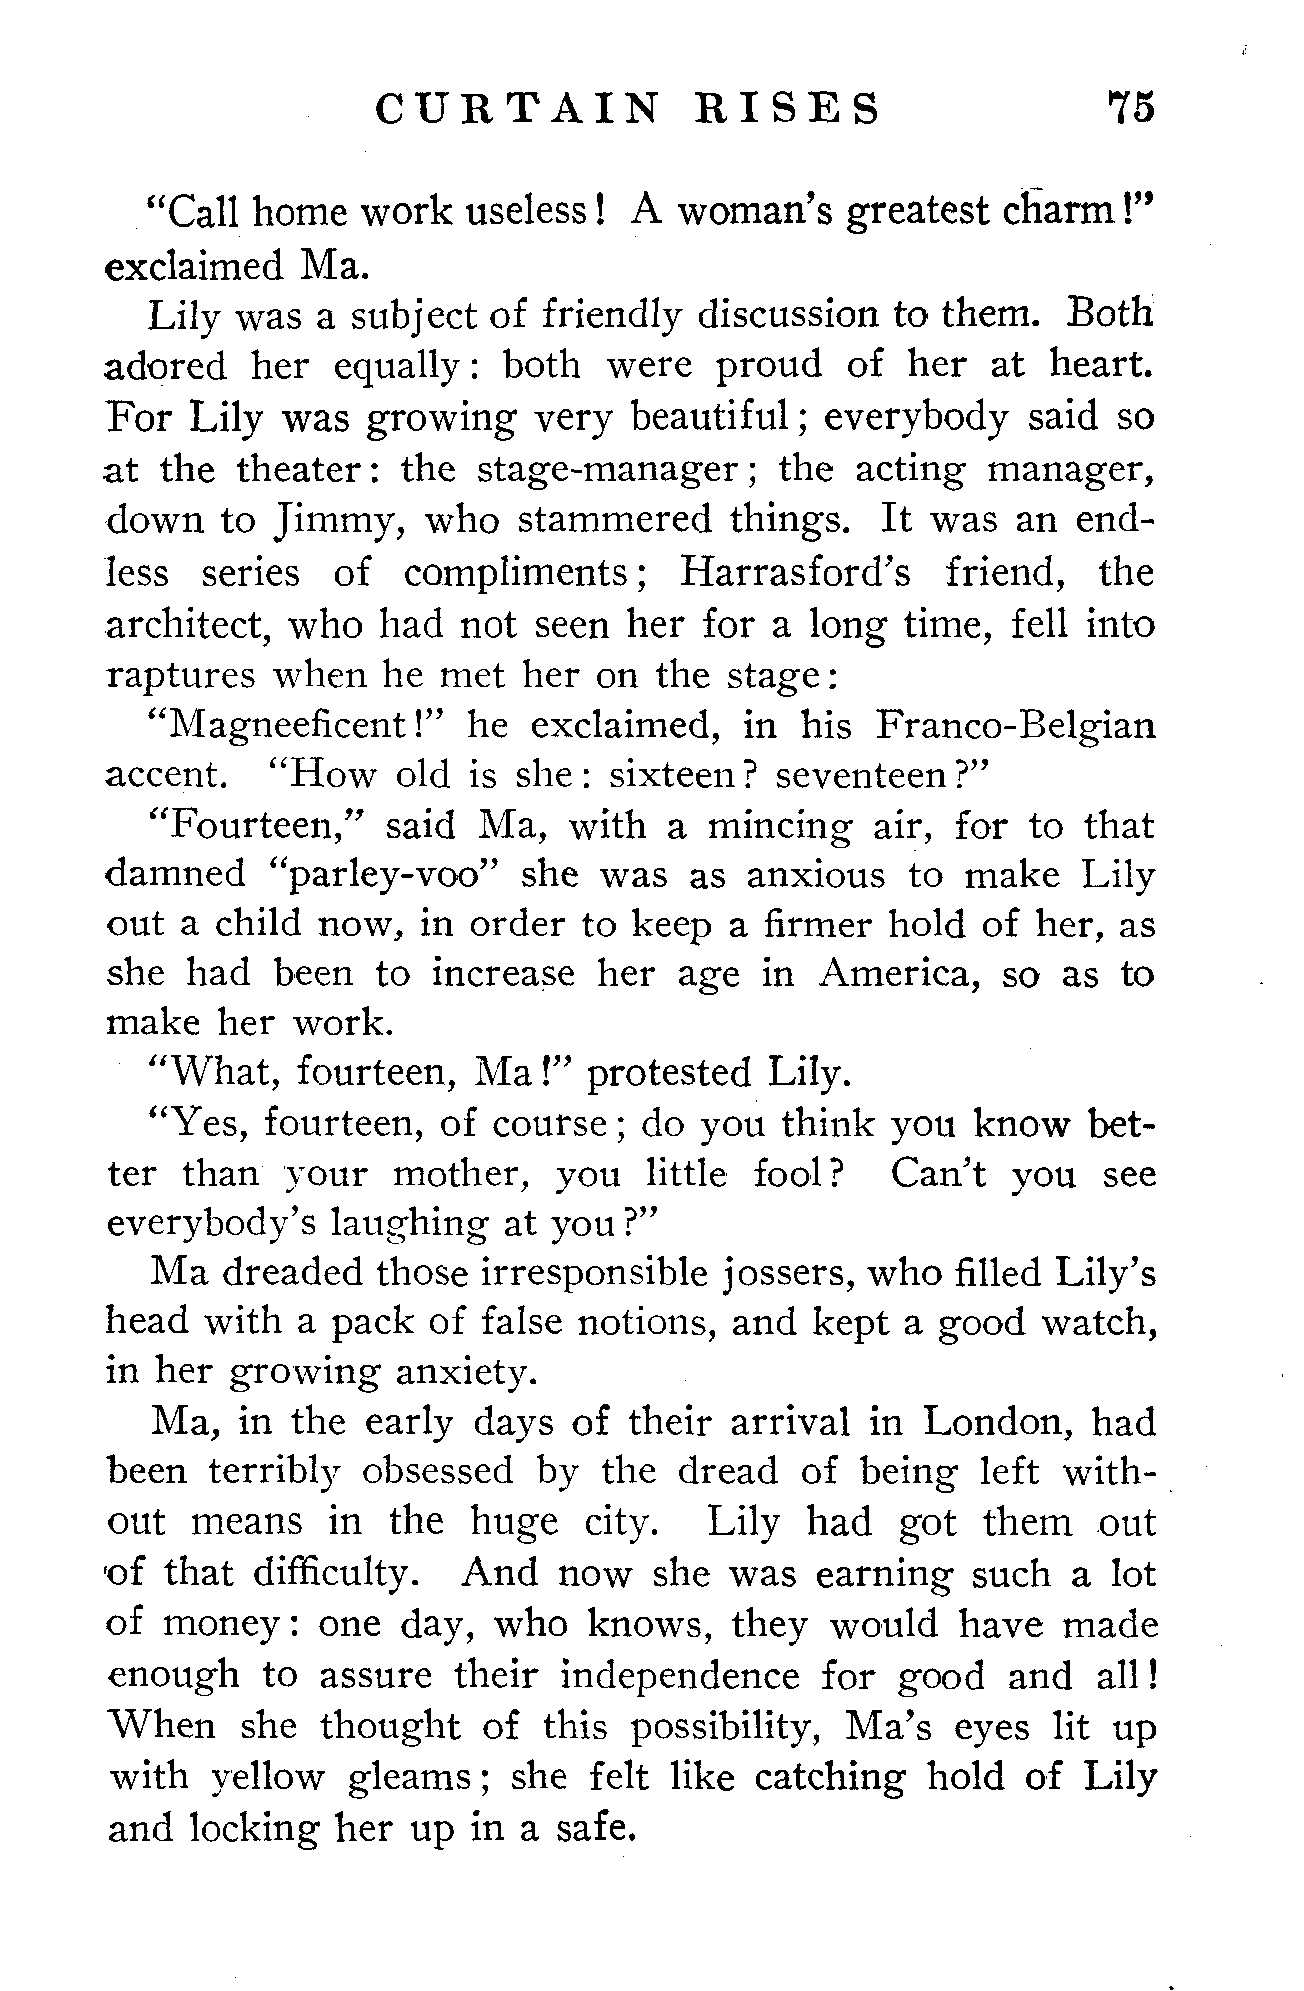 CURTAIN RISES 75
“Call home work useless! A woman’s greatest charm!”
exclaimed Ma.
Lily was a subject of friendly discussion to them. Both
adored her equally: both were proud of her at heart.
For Lily was growing very beautiful; everybody said so
at the theater: the stage-manager; the acting manager,
down to Jimmy, who stammered things. It was an end-
less series of compliments; Harrasford’s friend, the
architect, who had not seen her for a long time, fell into
raptures when he met her on the stage:
“Magneeficent!” he exclaimed, in his Franco-Belgian
accent. “How old is she: sixteen? seventeen?”
“Fourteen,” said Ma, with a mincing air, for to that
damned “parley-voo” she was as anxious to make Lily
out a child now, in order to keep a firmer hold of her, as
she had been to increase her age in America, so as to
make her work.
“What, fourteen, Ma!” protested Lily.
“Yes, fourteen, of course; do you think you know bet-
ter than your mother, you little fool? Can’t you see
everybody’s laughing at you?”
Ma dreaded those irresponsible jossers, who filled Lily’s
head with a pack of false notions, and kept a good watch,
in her growing anxiety.
Ma, in the early days of their arrival in London, had
been terribly obsessed by the dread of being left with-
out means in the huge city. Lily had got them out
of that difficulty. And now she was earning such a lot
of money: one day, who knows, they would have made
enough to assure their independence for good and all!
When she thought of this possibility, Ma’s eyes lit up
with yellow gleams; she felt like catching hold of Lily
and locking her up in a safe.